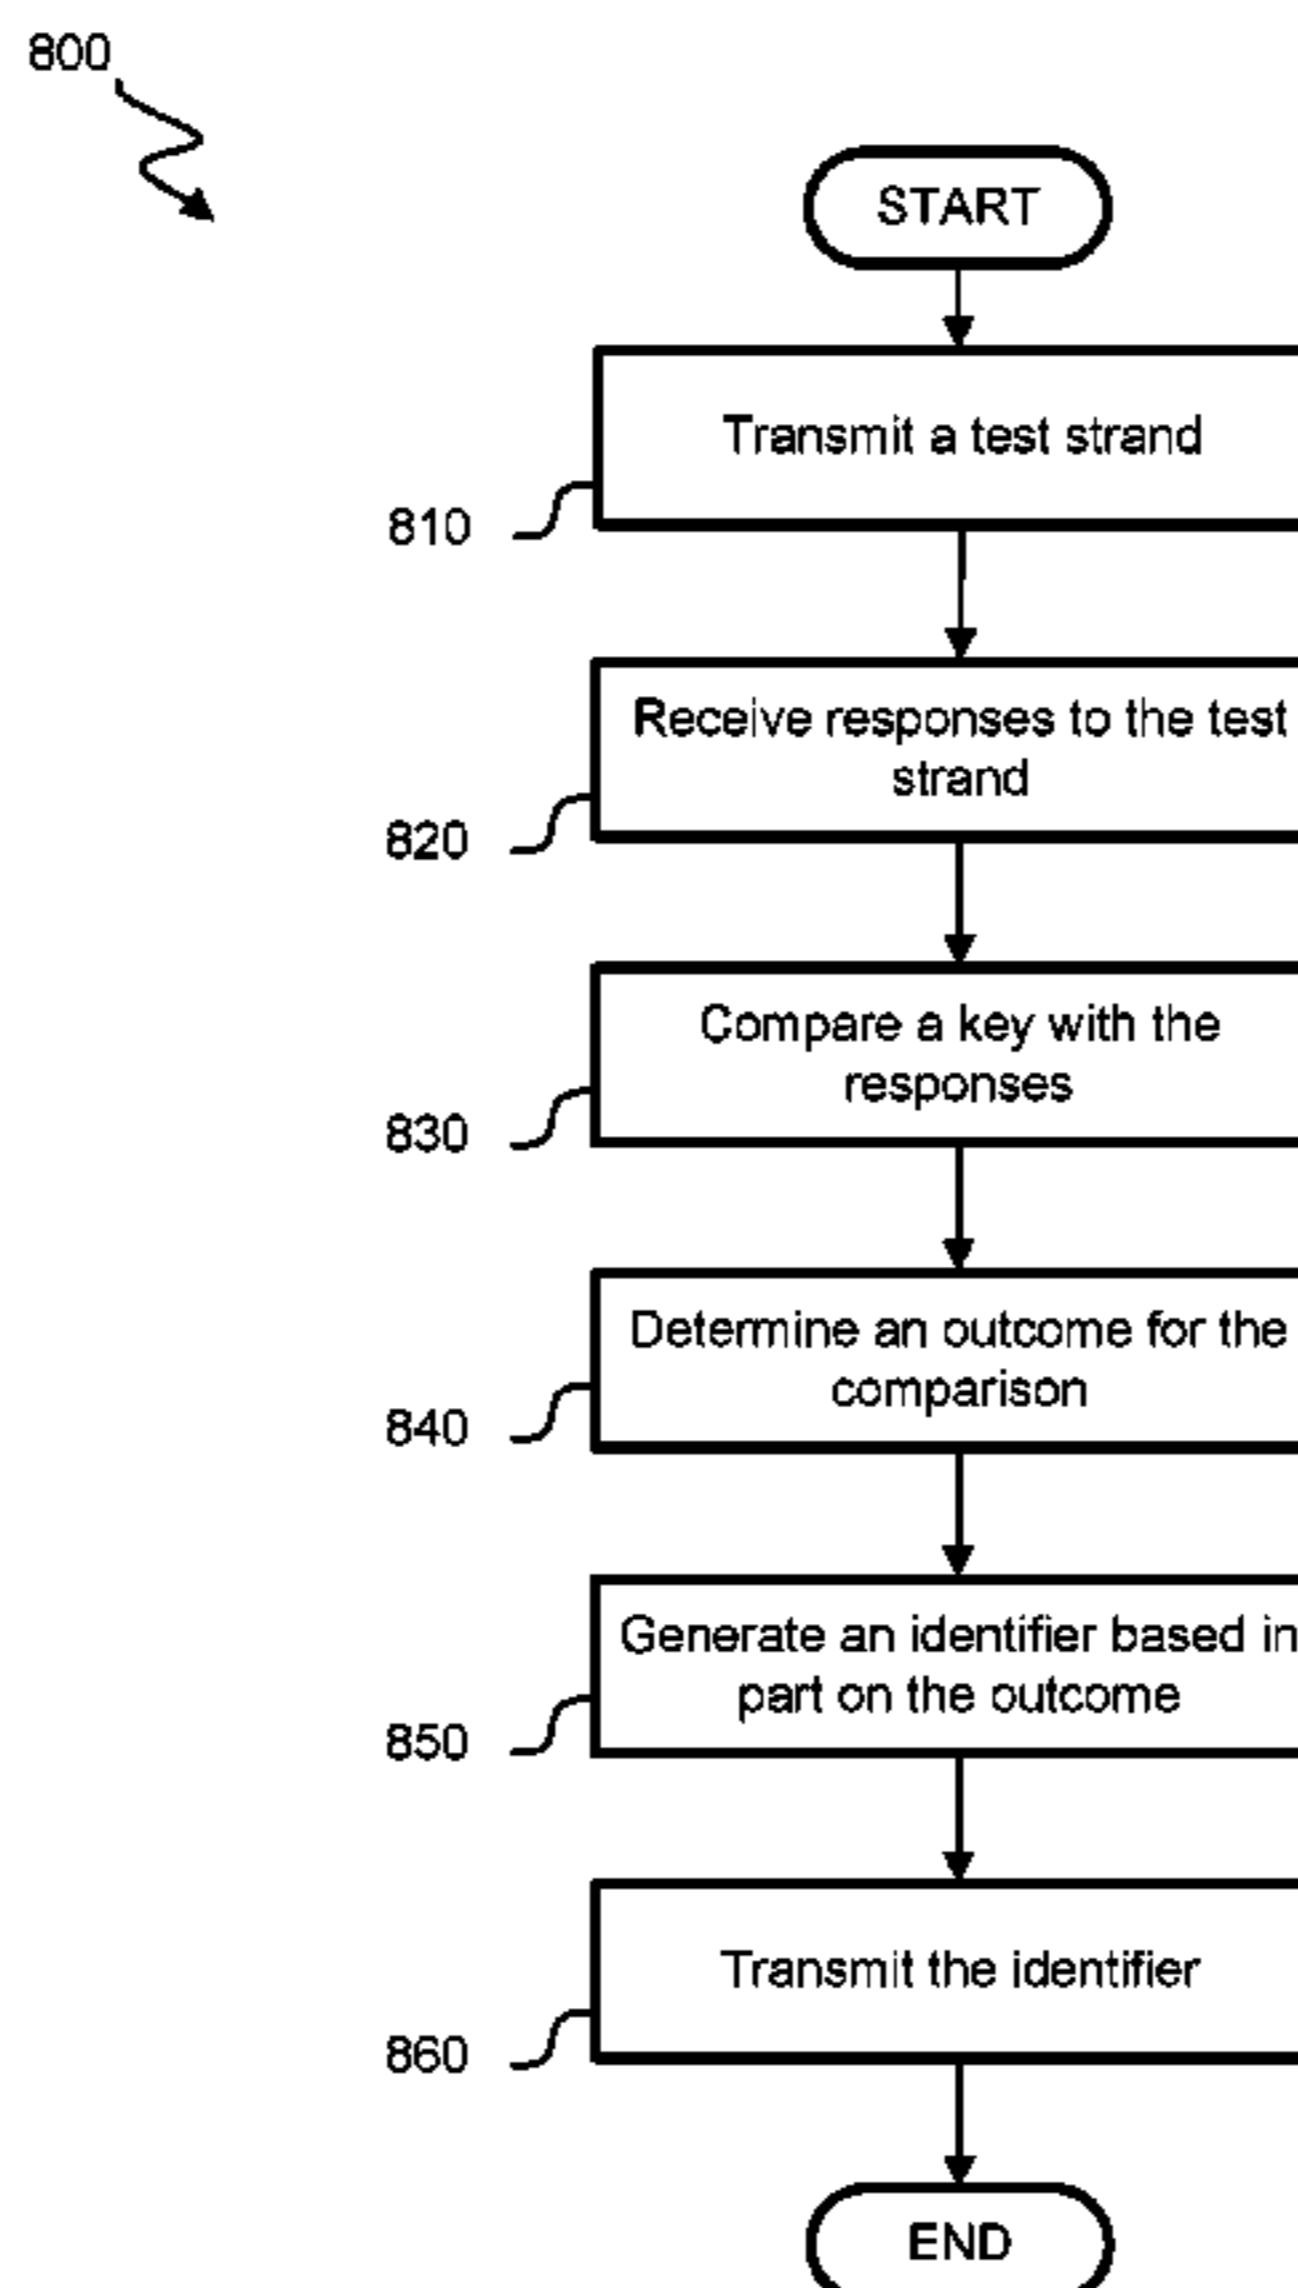 800
START
Transmit a test strand
810
Receive responses to the test
strand
820
Compare a key with the
responses
830
Determine an outcome for the
comparison
840
Generate an identifier based in
part on the outcome
850
Transmit the identifier
860
END